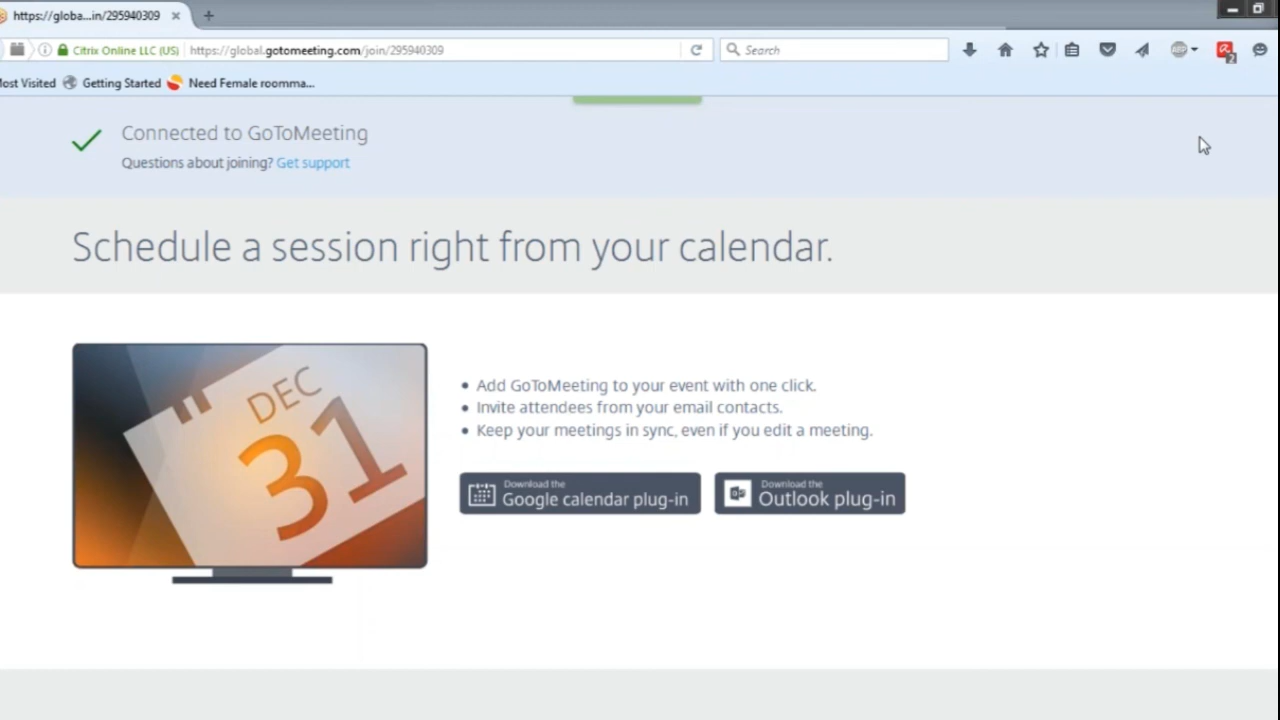 https://globa...in/295940309
Citrix Online LLC (US) https://global.gotomeeting.com/join/295940309
Search
ABP
2
ost Visited Getting Started Need Female roomma...
Connected to GoToMeeting
Questions about joining? Get support
Schedule a session right from your calendar.
DEC
31
• Add GoToMeeting to your event with one click.
• Invite attendees from your email contacts.
• Keep your meetings in sync, even if you edit a meeting.
Download the
Google calendar plug-in
Download the
Outlook plug-in